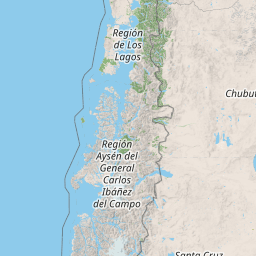 Región
de Los
Lagos
Chubut
Región
Aysén del
General
Carlos
Ibáñez
del Campo
Santa Cruz